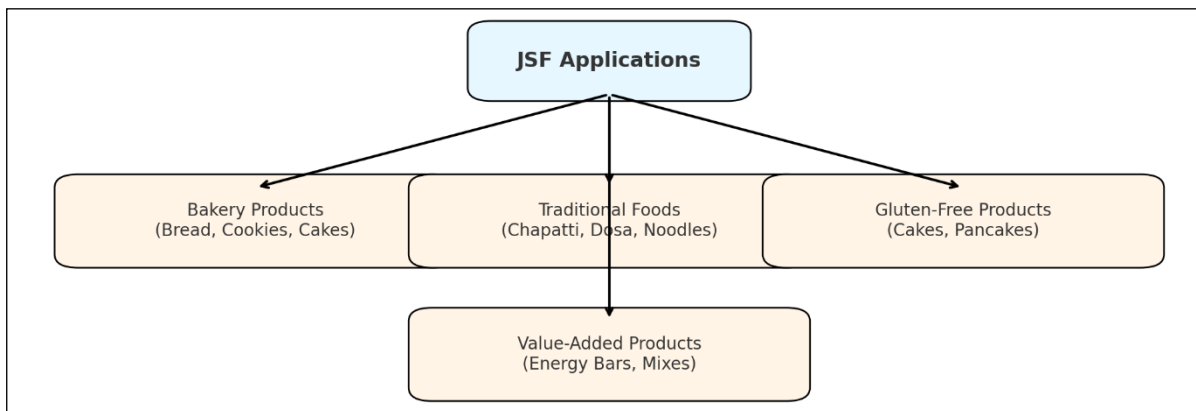 JSF Applications
Bakery Products
(Bread, Cookies, Cakes)
Traditional Foods
(Chapatti, Dosa, Noodles)
Gluten-Free Products
(Cakes, Pancakes)
Value-Added Products
(Energy Bars, Mixes)